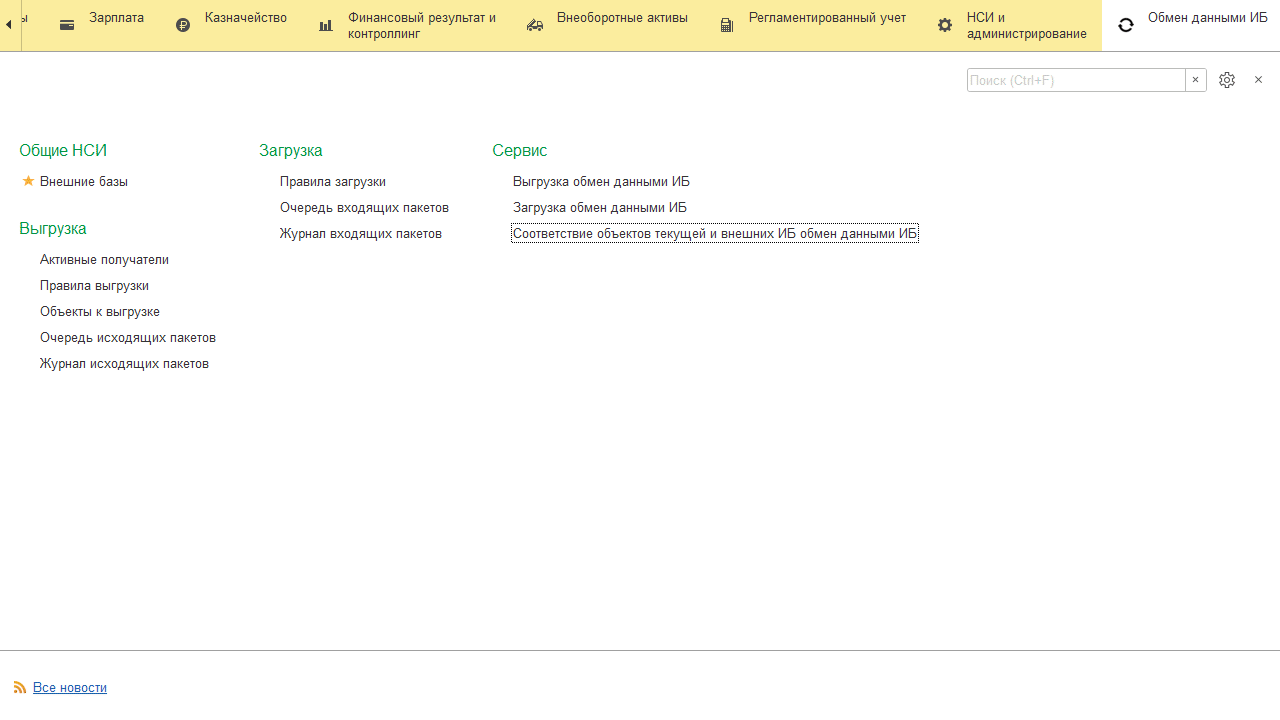 ы
Зарплата
Казначейство
Финансовый результат и
контроллинг
Внеоборотные активы
Регламентированный учет
НСИ и
администрирование
Обмен данными ИБ
Поиск (Ctrl+F)
Общие НСИ
Внешние базы
Выгрузка
Активные получатели
Правила выгрузки
Объекты к выгрузке
Очередь исходящих пакетов
Журнал исходящих пакетов
Загрузка
Правила загрузки
Очередь входящих пакетов
Журнал входящих пакетов
Сервис
Выгрузка обмен данными ИБ
Загрузка обмен данными ИБ
Соответствие объектов текущей и внешних ИБ обмен данными ИБ
Все новости